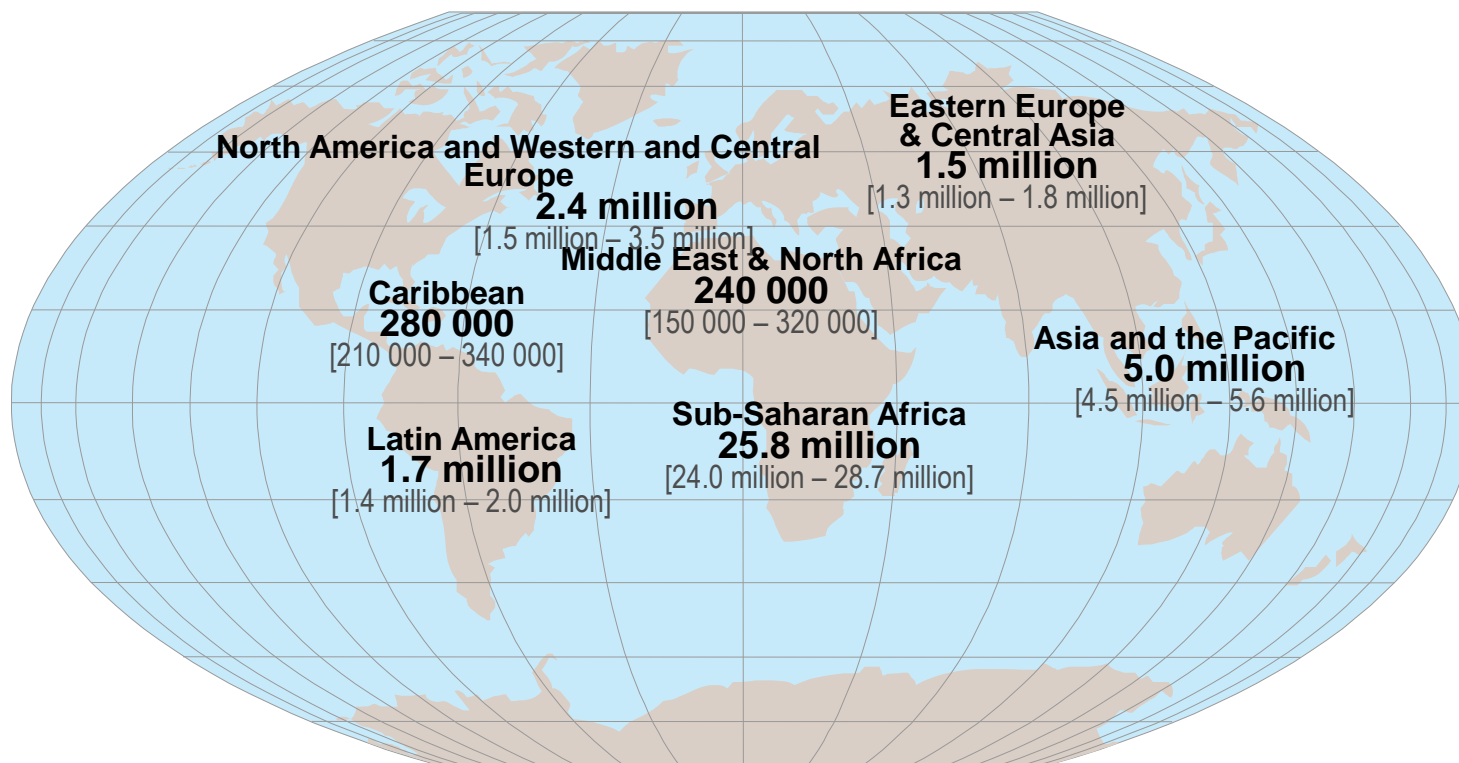 North America and Western and Central
Europe
2.4 million
[1.5 million – 3.5 million]
Eastern Europe
& Central Asia
1.5 million
[1.3 million – 1.8 million]
Middle East & North Africa
240 000
[150 000 – 320 000]
Caribbean
280 000
[210 000 – 340 000]
Asia and the Pacific
5.0 million
[4.5 million – 5.6 million]
Sub-Saharan Africa
25.8 million
[24.0 million – 28.7 million]
Latin America
1.7 million
[1.4 million – 2.0 million]